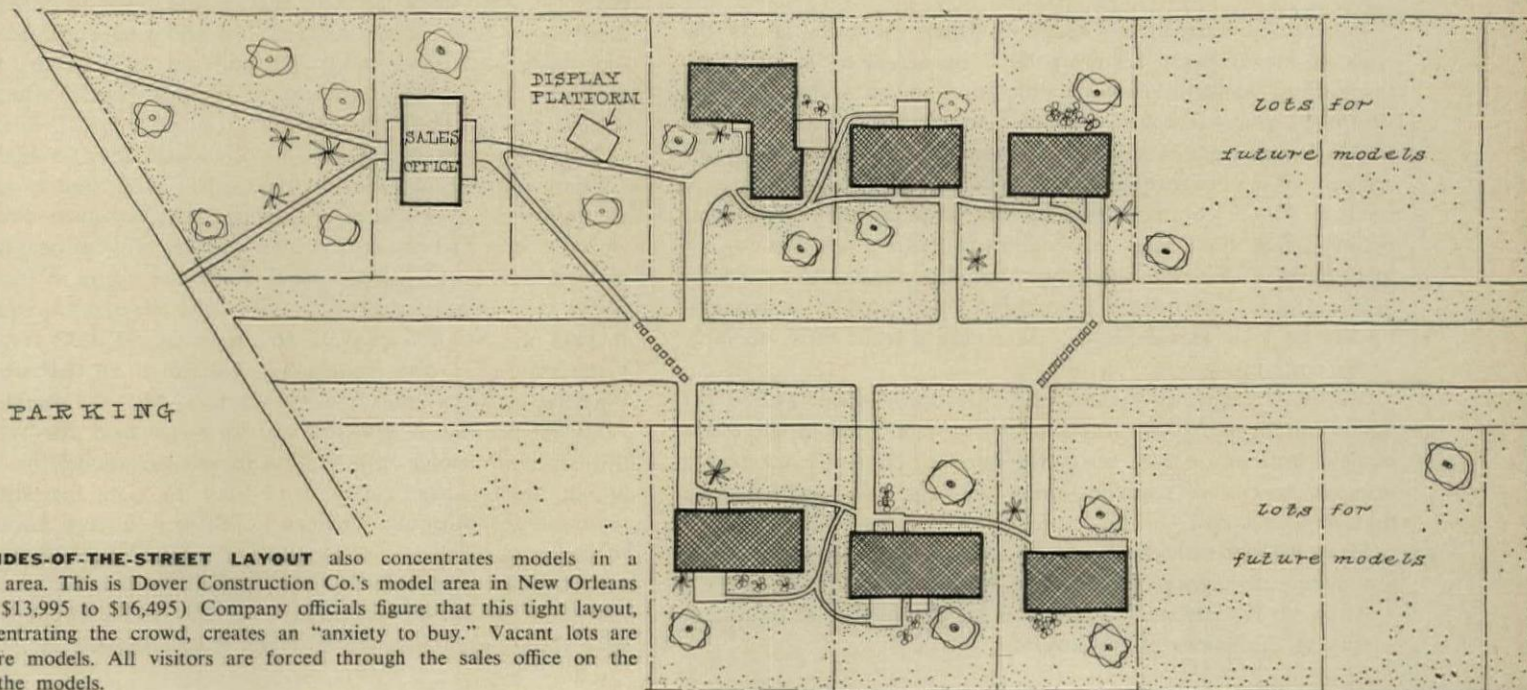 DISPLAY
PLATFORM
SALES
OFFICE
lots for
future models
PARKING
lots for
future models
IDES-OF-THE-STREET LAYOUT also concentrates models in a
area. This is Dover Construction Co.'s model area in New Orleans
$13,995 to $16,495) Company officials figure that this tight layout,
entrating the crowd, creates an “anxiety to buy.” Vacant lots are
re models. All visitors are forced through the sales office on the
the models.